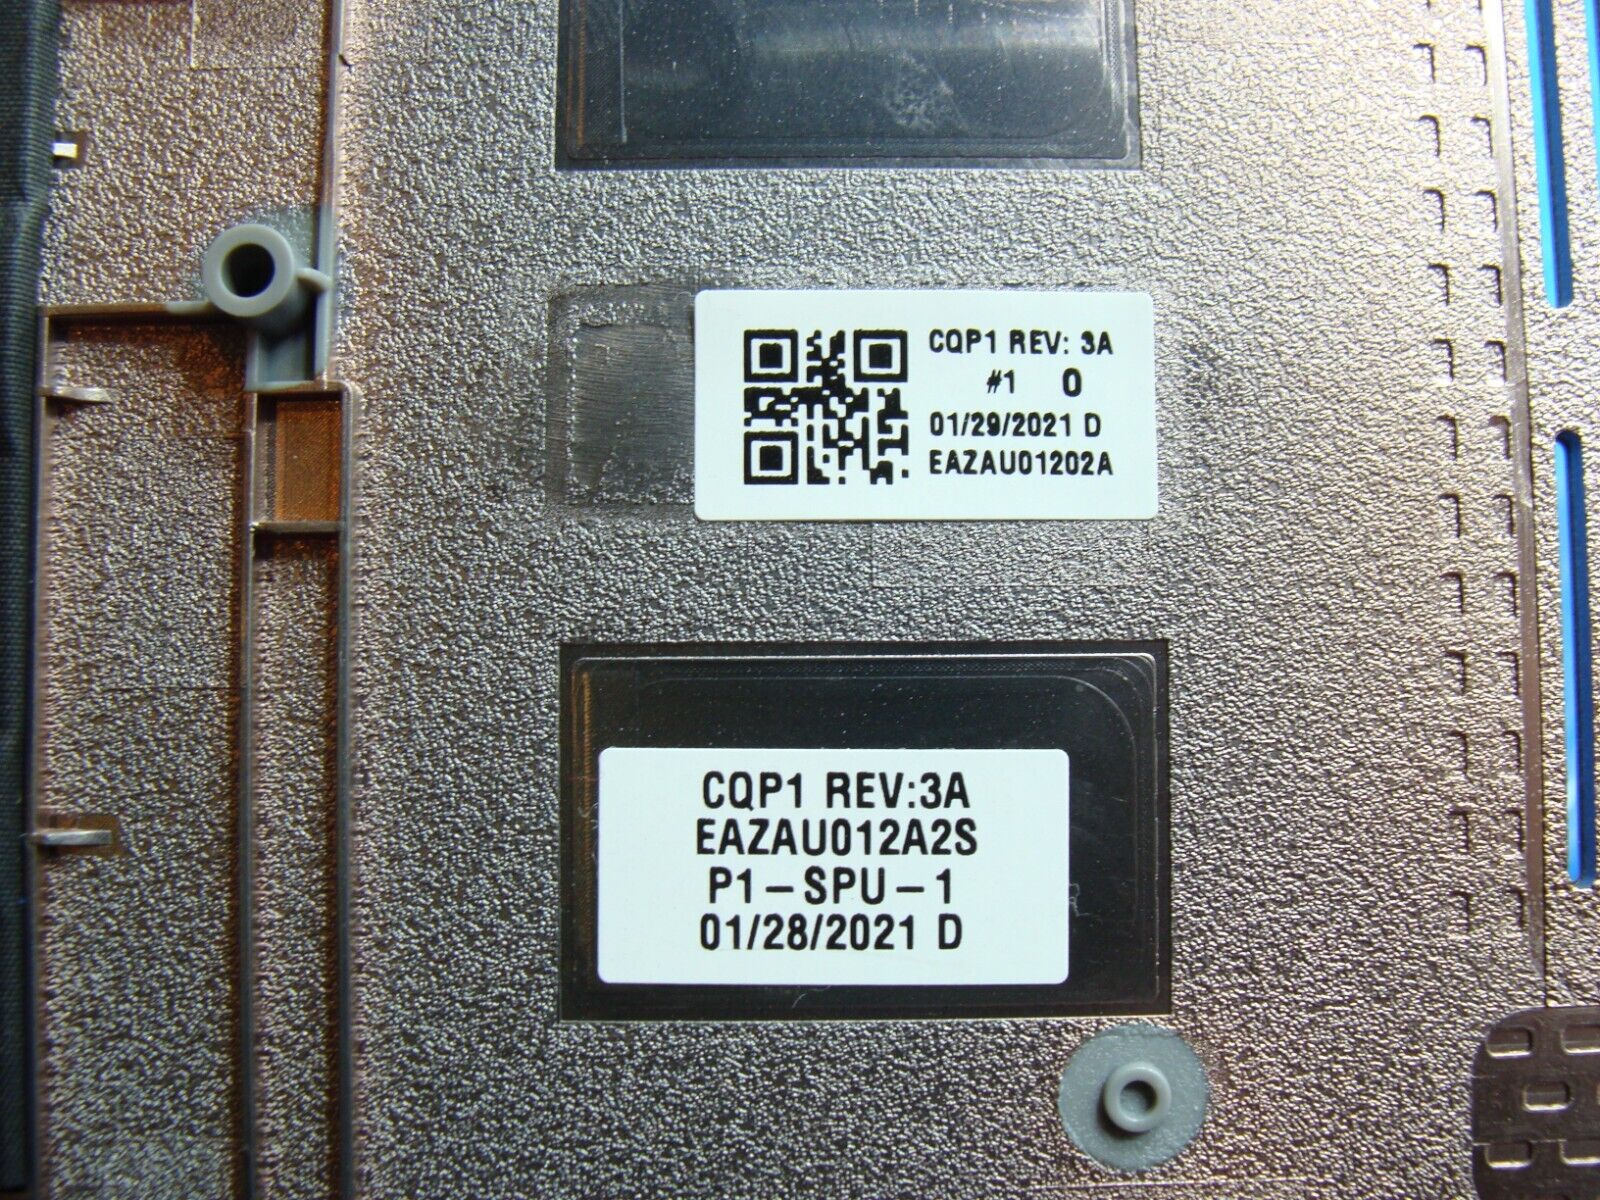 CQP1 REV: 3A
#1 0
01/29/2021 D
EAZAU01202A
CQP1 REV:3A
EAZAU012A2S
P1-SPU-1
01/28/2021 D